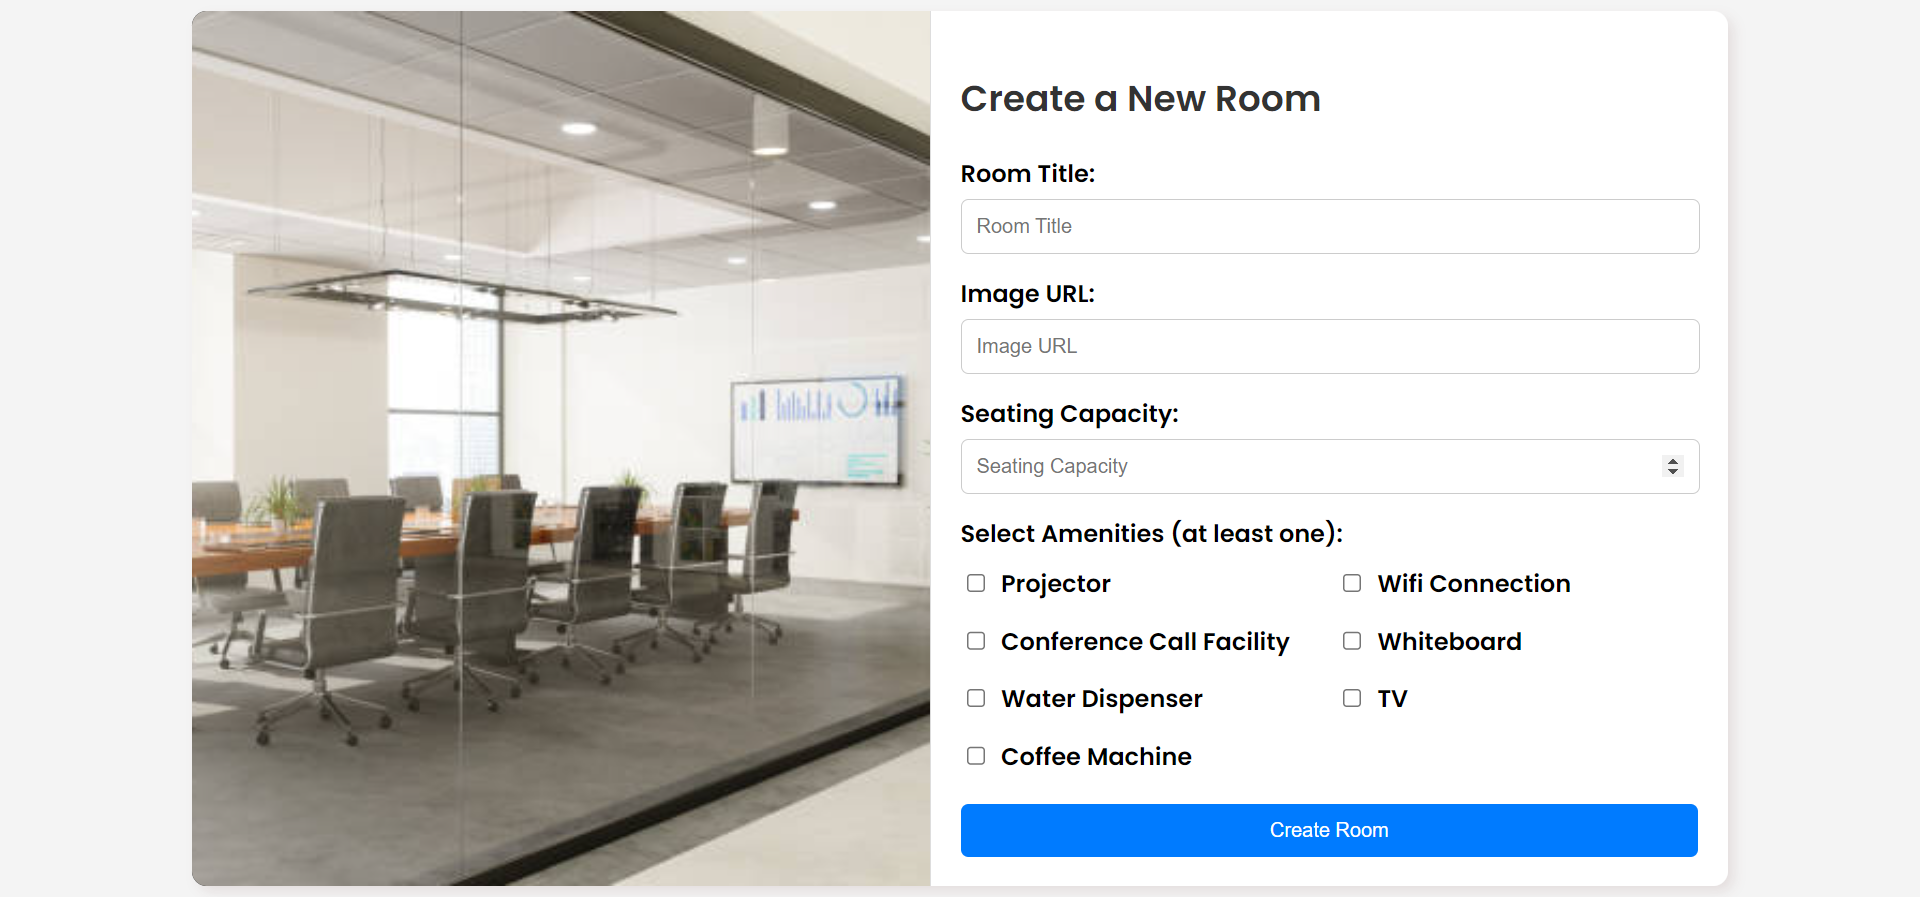 Create a New Room
Room Title:
Room Title
Image URL:
Image URL
Seating Capacity:
Seating Capacity
Select Amenities (at least one):
Projector
Wifi Connection
Conference Call Facility
Whiteboard
Water Dispenser
TV
Coffee Machine
Create Room